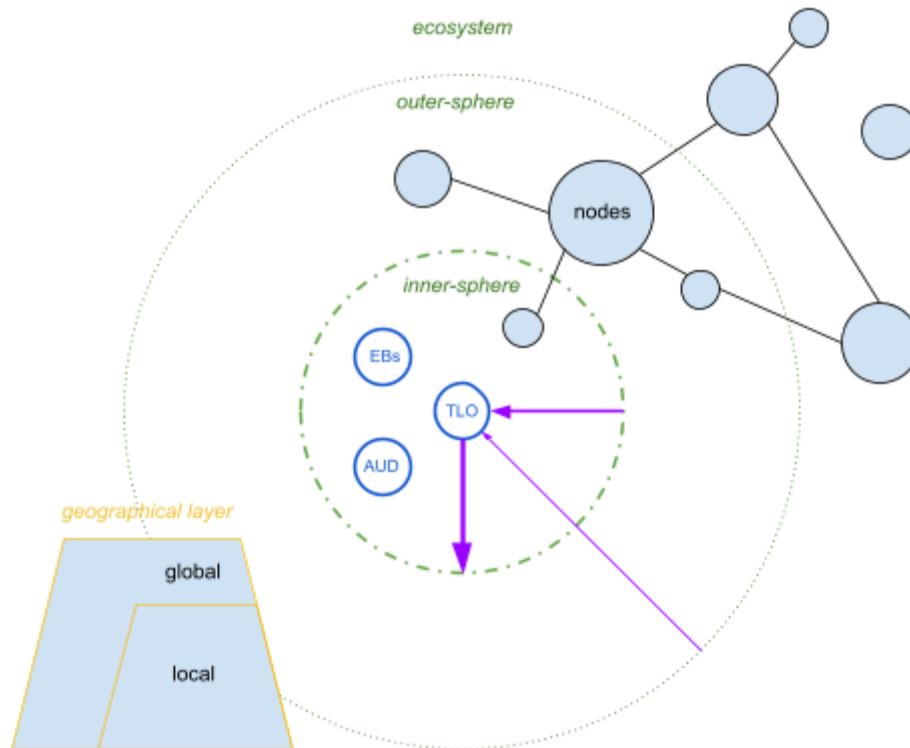 ecosystem
outer-sphere
nodes
inner-sphere
EBs
TLO
AUD
geographical layer
global
local